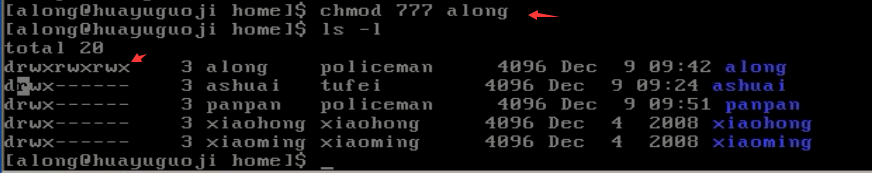 [along@huayuguoji home]$ chmod 777 along
[along@huayuguoji home]$ ls -l
total 20
drwxrwxrwx    3 along    policeman     4096 Dec  9 09:42 along
drwx------    3 ashuai   tufei         4096 Dec  9 09:24 ashuai
drwx------    3 panpan   policeman     4096 Dec  9 09:51 panpan
drwx------    3 xiaohong xiaohong      4096 Dec  4  2008 xiaohong
drwx------    3 xiaoming xiaoming      4096 Dec  4  2008 xiaoming
[along@huayuguoji home]$ _